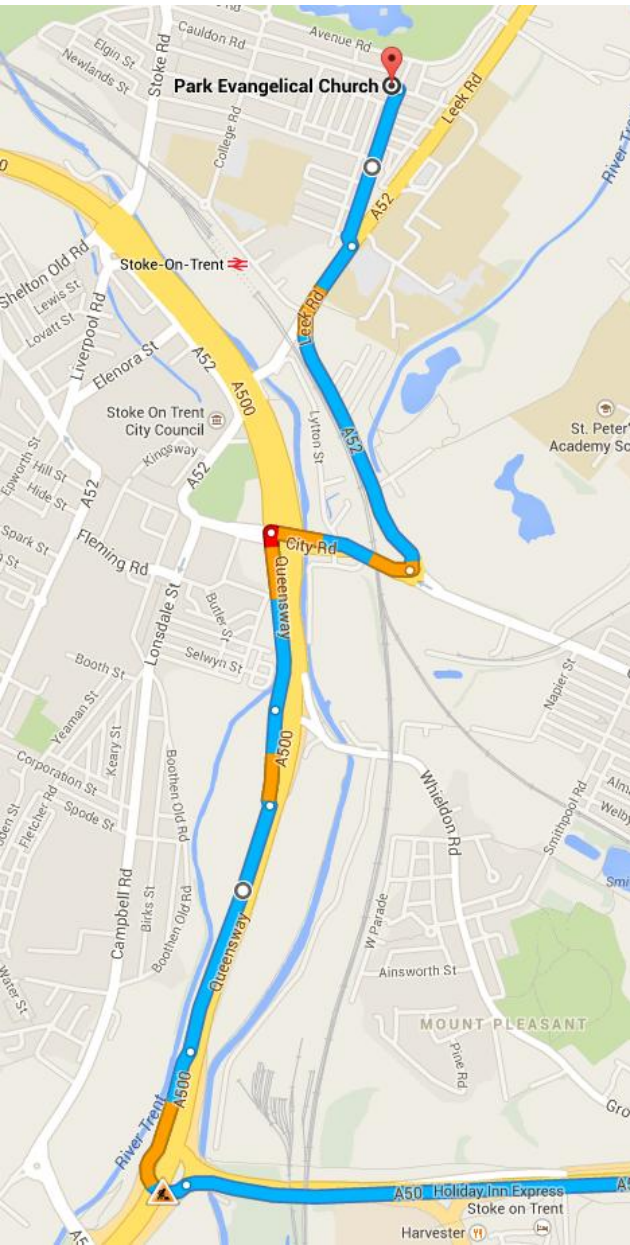 Cauldon Rd
Avenue Rd
Elgin St
Newlands St
Stoke Rd
Park Evangelical Church
Leek Rd
College Rd
A52
Shelton Old Rd
Stoke-On-Trent
Leek Rd
Lewis St
Lovatt St
Liverpool Rd
Elenora St
A52
A500
Stoke On Trent
City Council
Kingsway
Lytton St
A52
St. Peter'
Academy Sc
Epworth St
Hill St
Hide St
A52
A52
Spark St
Fleming Rd
City Rd
Queensway
Butler St
Lonsdale St
Selwyn St
Booth St
Napier St
Yeaman St
Keary St
A500
Corporation St
Spode St
Fletcher Rd
Boothen Old Rd
Whieldon Rd
Smithpool Rd
Welby
Campbell Rd
Birks St
Boothen Old Rd
Queensway
W Parade
Ainsworth St
Water St
MOUNT PLEASANT
Pine Rd
River Trent
A500
Gro
A50
Holiday Inn Express
Stoke on Trent
Harvester